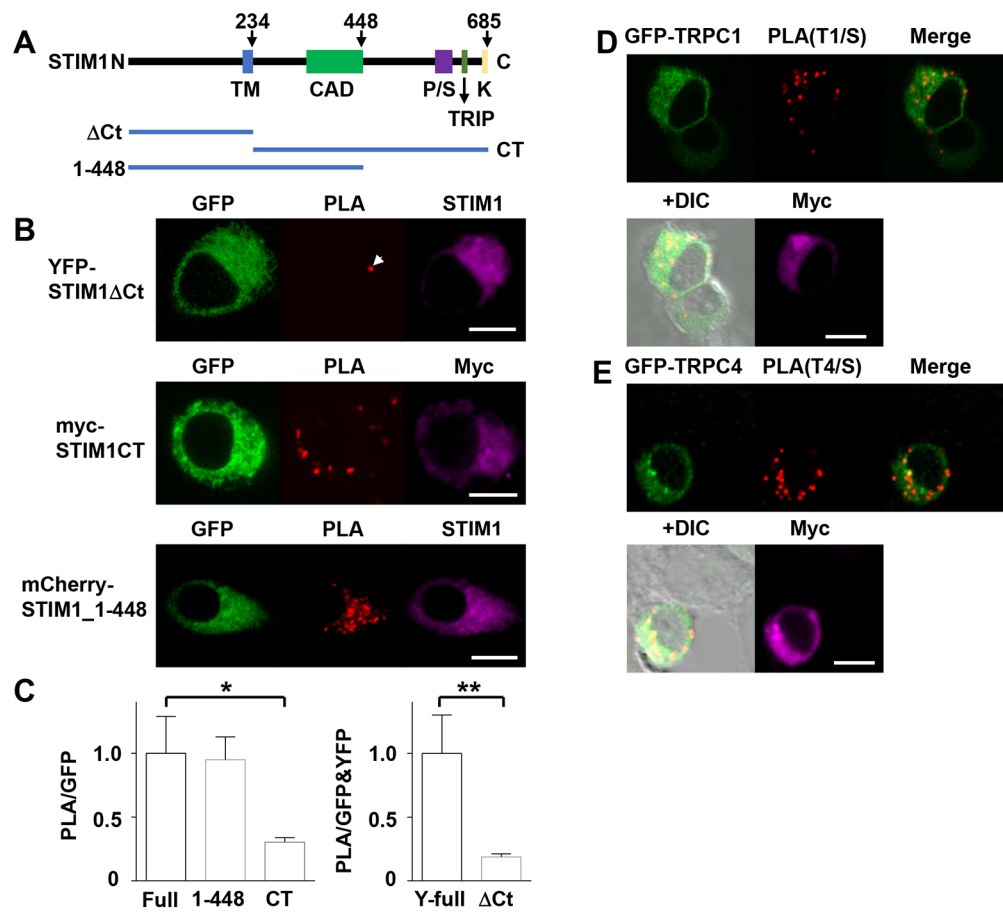 A
234 448 685
STIM1 N C
TM CAD P/S K
TRIP
ΔCt
CT
1-448
B
GFP PLA STIM1
YFP-
STIM1ΔCt
GFP PLA Myc
myc-
STIM1CT
GFP PLA STIM1
mCherry-
STIM1_1-448
C
* **
PLA/GFP
1.0
0.5
0
Full 1-448 CT
PLA/GFP&YFP
1.0
0.5
0
Y-full ΔCt
D
GFP-TRPC1 PLA(T1/S) Merge
+DIC Myc
E
GFP-TRPC4 PLA(T4/S) Merge
+DIC Myc